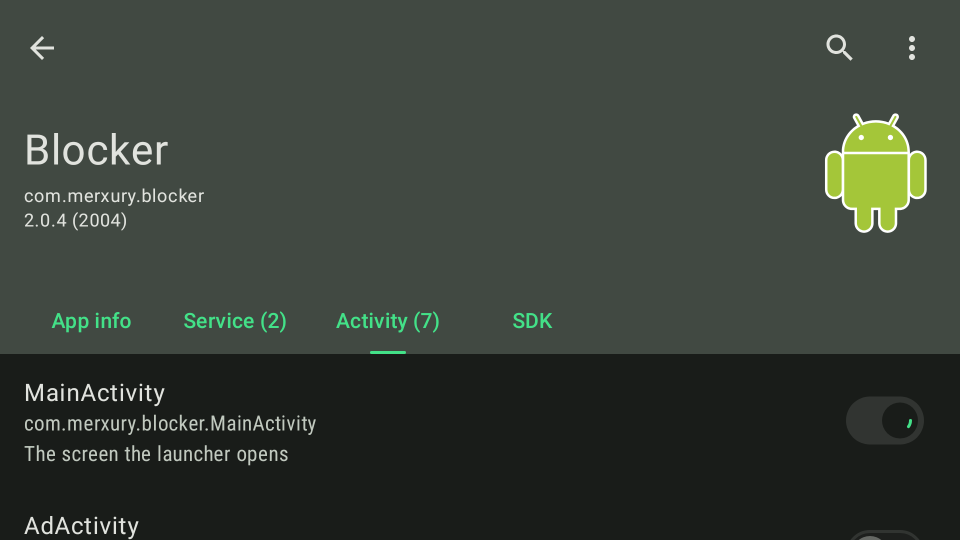 Blocker
com.merxury.blocker
2.0.4 (2004)
App info
Service (2)
Activity (7)
SDK
MainActivity
com.merxury.blocker.MainActivity
The screen the launcher opens
AdActivity